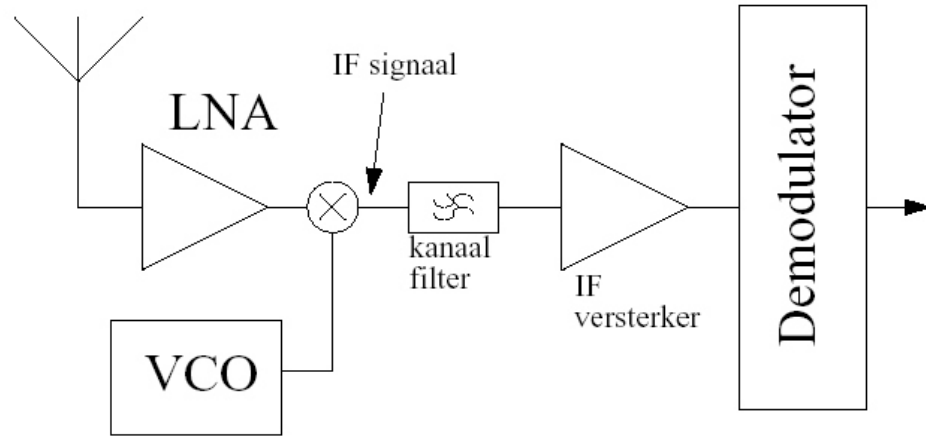 IF signaal
LNA
kanaal
filter
IF
versterker
VCO
Demodulator